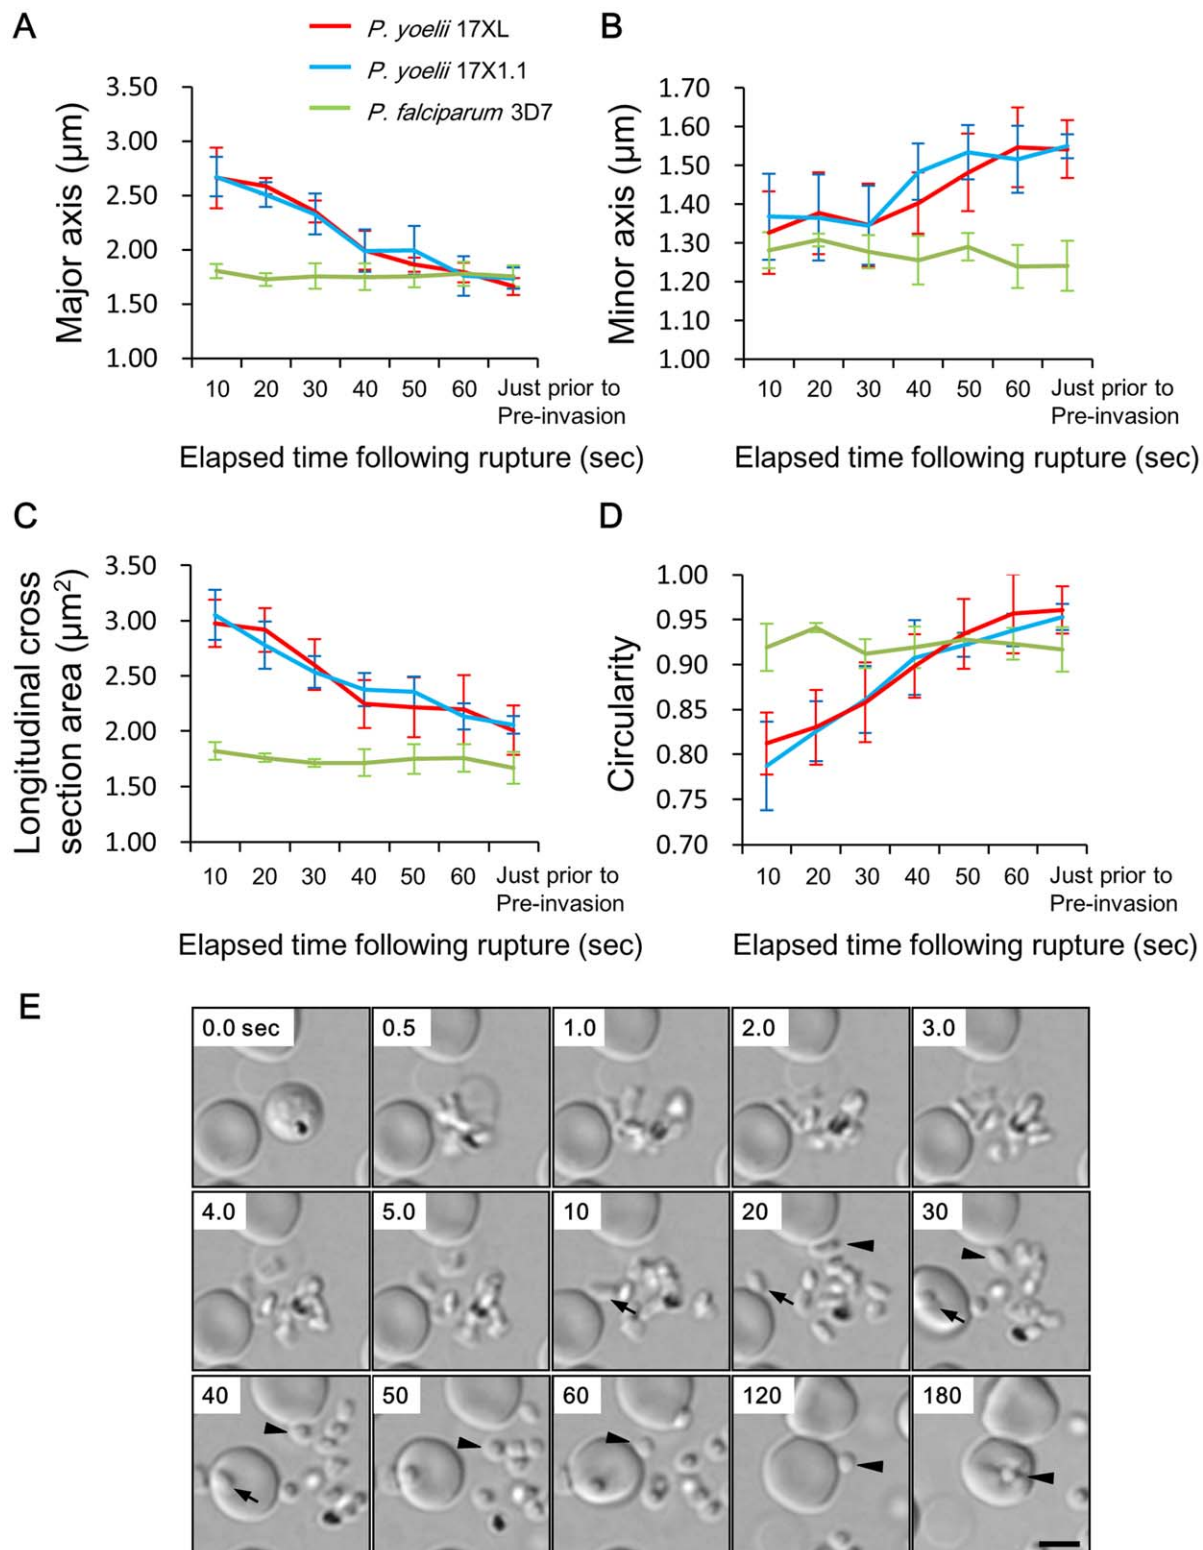 A
P. yoelii 17XL
P. yoelii 17X1.1
P. falciparum 3D7
3.50
3.00
2.50
2.00
1.50
1.00
Major axis (µm)
10 20 30 40 50 60 Just prior to
Pre-invasion
Elapsed time following rupture (sec)
B
1.70
1.60
1.50
1.40
1.30
1.20
1.10
1.00
Minor axis (µm)
10 20 30 40 50 60 Just prior to
Pre-invasion
Elapsed time following rupture (sec)
C
3.50
3.00
2.50
2.00
1.50
1.00
Longitudinal cross
section area (µm²)
10 20 30 40 50 60 Just prior to
Pre-invasion
Elapsed time following rupture (sec)
D
1.00
0.95
0.90
0.85
0.80
0.75
0.70
Circularity
10 20 30 40 50 60 Just prior to
Pre-invasion
Elapsed time following rupture (sec)
E
0.0 sec 0.5 1.0 2.0 3.0
4.0 5.0 10 20 30
40 50 60 120 180